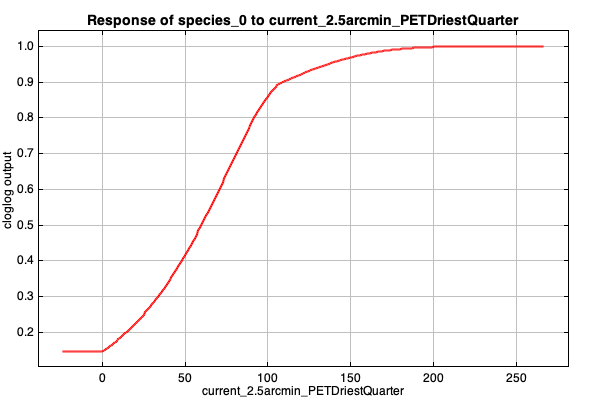 Response of species_0 to current_2.5arcmin_PETDriestQuarter
1.0
0.9
0.8
0.7
0.6
0.5
0.4
0.3
0.2
cloglog output
0 50 100 150 200 250
current_2.5arcmin_PETDriestQuarter